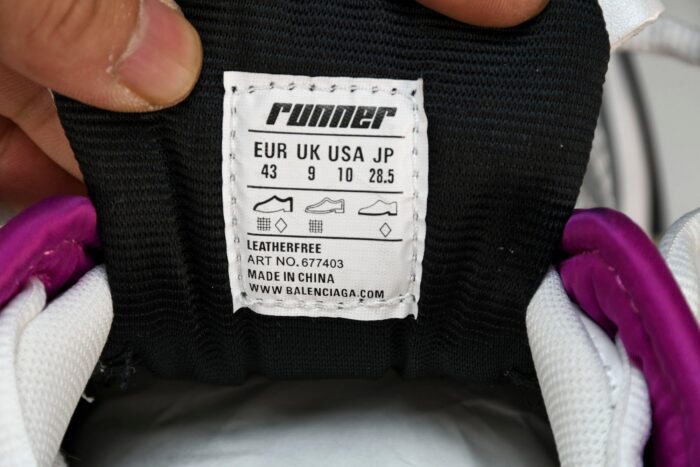 runner
EUR UK USA JP
43 9 10 28.5
LEATHERFREE
ART NO.677403
MADE IN CHINA
WWW.BALENCIAGA.COM